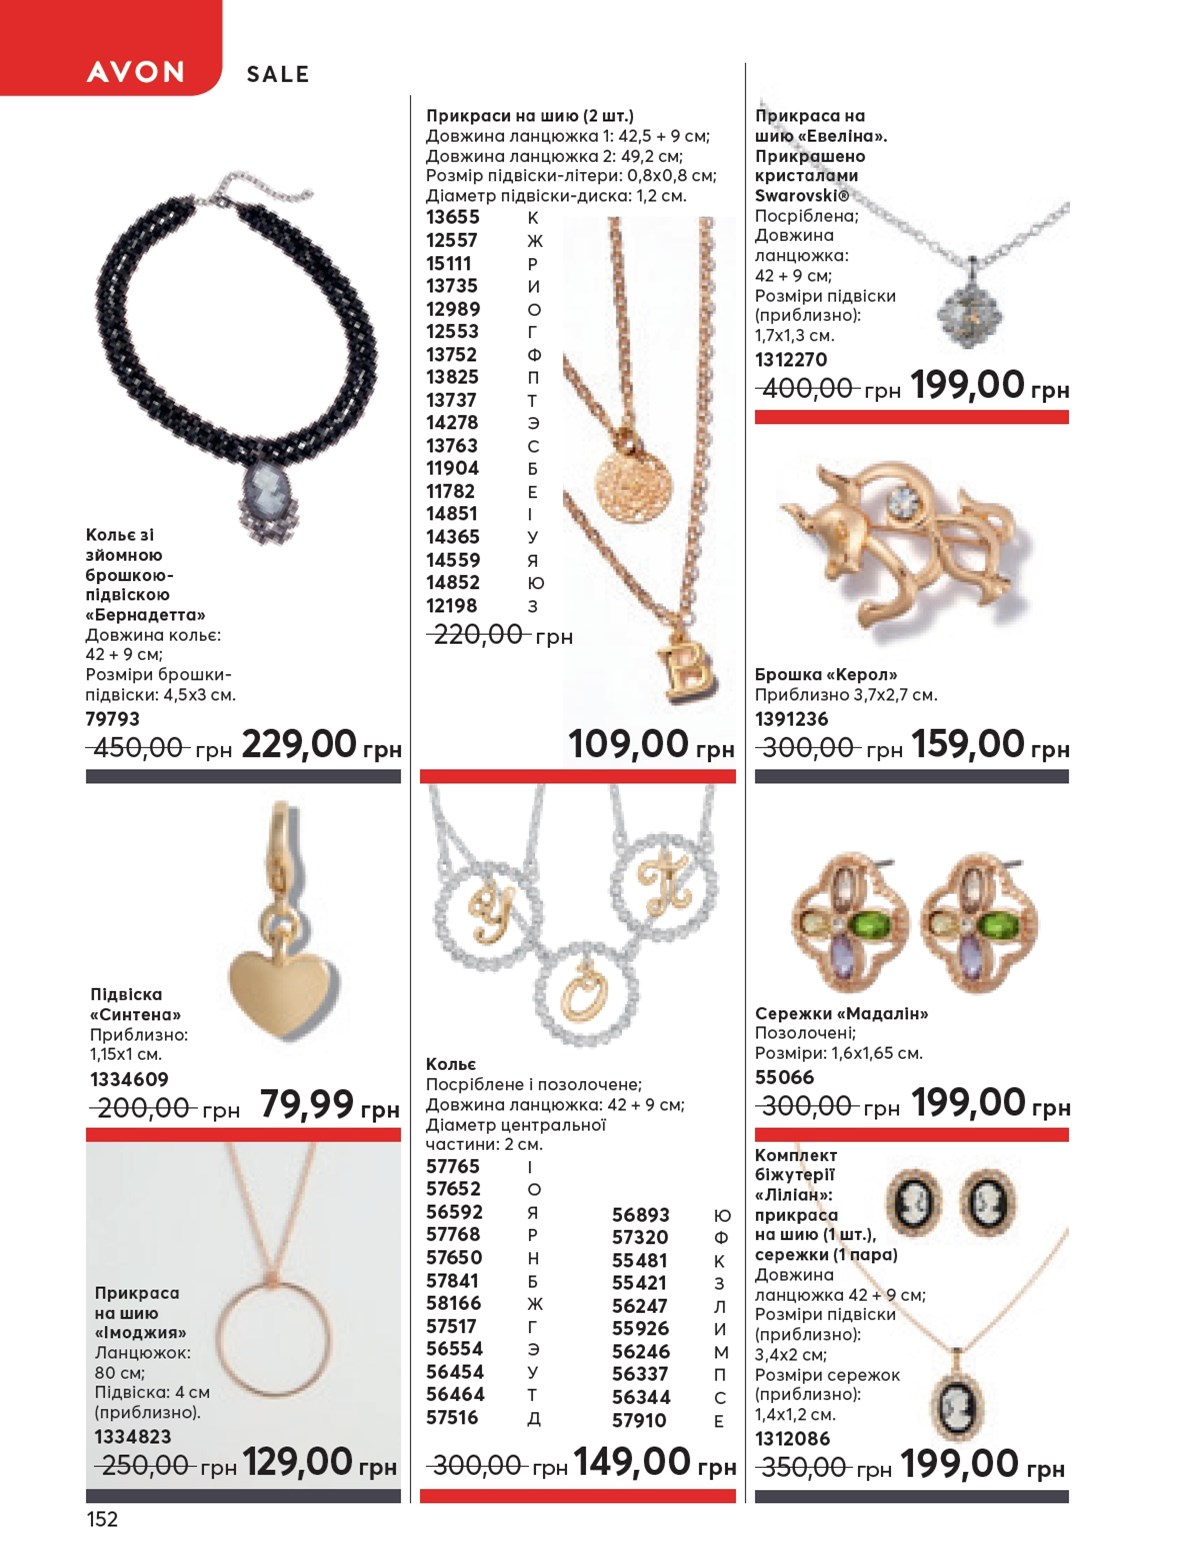 AVON SALE
Кольє зі
зйомною
брошкою-
підвіскою
«Бернадетта»
Довжина кольє:
42 + 9 см;
Розміри брошки-
підвіски: 4,5х3 см.
79793
450,00 грн 229,00 грн
Підвіска
«Синтена»
Приблизно:
1,15х1 см.
1334609
200,00 грн 79,99 грн
Прикраса
на шию
«Імоджия»
Ланцюжок:
80 см;
Підвіска: 4 см
(приблизно).
1334823
250,00 грн 129,00 грн
Прикраси на шию (2 шт.)
Довжина ланцюжка 1: 42,5 + 9 см;
Довжина ланцюжка 2: 49,2 см;
Розмір підвіски-літери: 0,8х0,8 см;
Діаметр підвіски-диска: 1,2 см.
13655 К
12557 Ж
15111 Р
13735 И
12989 О
12553 Г
13752 Ф
13825 П
13737 Т
14278 Э
13763 С
11904 Б
11782 Е
14851 І
14365 У
14559 Я
14852 Ю
12198 З
220,00 грн
В
109,00 грн
У
П
О
Кольє
Посріблене і позолочене;
Довжина ланцюжка: 42 + 9 см;
Діаметр центральної
частини: 2 см.
57765 І
57652 О
56592 Я
57768 Р
57650 Н
57841 Б
58166 Ж
57517 Г
56554 Э
56454 У
56464 Т
57516 Д
56893 Ю
57320 Ф
55481 К
55421 З
56247 Л
55926 И
56246 М
56337 П
56344 С
57910 Е
300,00 грн 149,00 грн
Прикраса на
шию «Евеліна».
Прикрашено
кристалами
Swarovski®
Посріблена;
Довжина
ланцюжка:
42 + 9 см;
Розміри підвіски
(приблизно):
1,7х1,3 см.
1312270
400,00 грн 199,00 грн
Брошка «Керол»
Приблизно 3,7х2,7 см.
1391236
300,00 грн 159,00 грн
Сережки «Мадалін»
Позолочені;
Розміри: 1,6х1,65 см.
55066
300,00 грн 199,00 грн
Комплект
біжутерії
«Ліліан»:
прикраса
на шию (1 шт.),
сережки (1 пара)
Довжина
ланцюжка 42 + 9 см;
Розміри підвіски
(приблизно):
3,4х2 см;
Розміри сережок
(приблизно):
1,4х1,2 см.
1312086
350,00 грн 199,00 грн
152